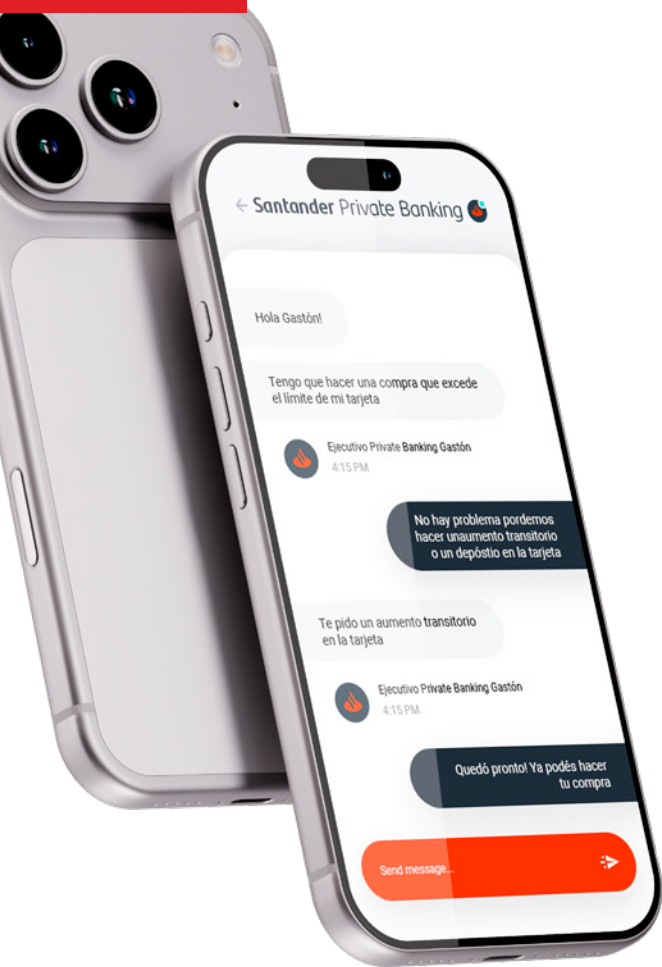 ← Santander Private Banking
Hola Gastón!
Tengo que hacer una compra que excede
el límite de mi tarjeta
Ejecutivo Private Banking Gastón
4:15 PM
No hay problema pordemos
hacer unaumento transitorio
o un depóstio en la tarjeta
Te pido un aumento transitorio
en la tarjeta
Ejecutivo Private Banking Gastón
4:15 PM
Quedó pronto! Ya podés hacer
tu compra
Send message...